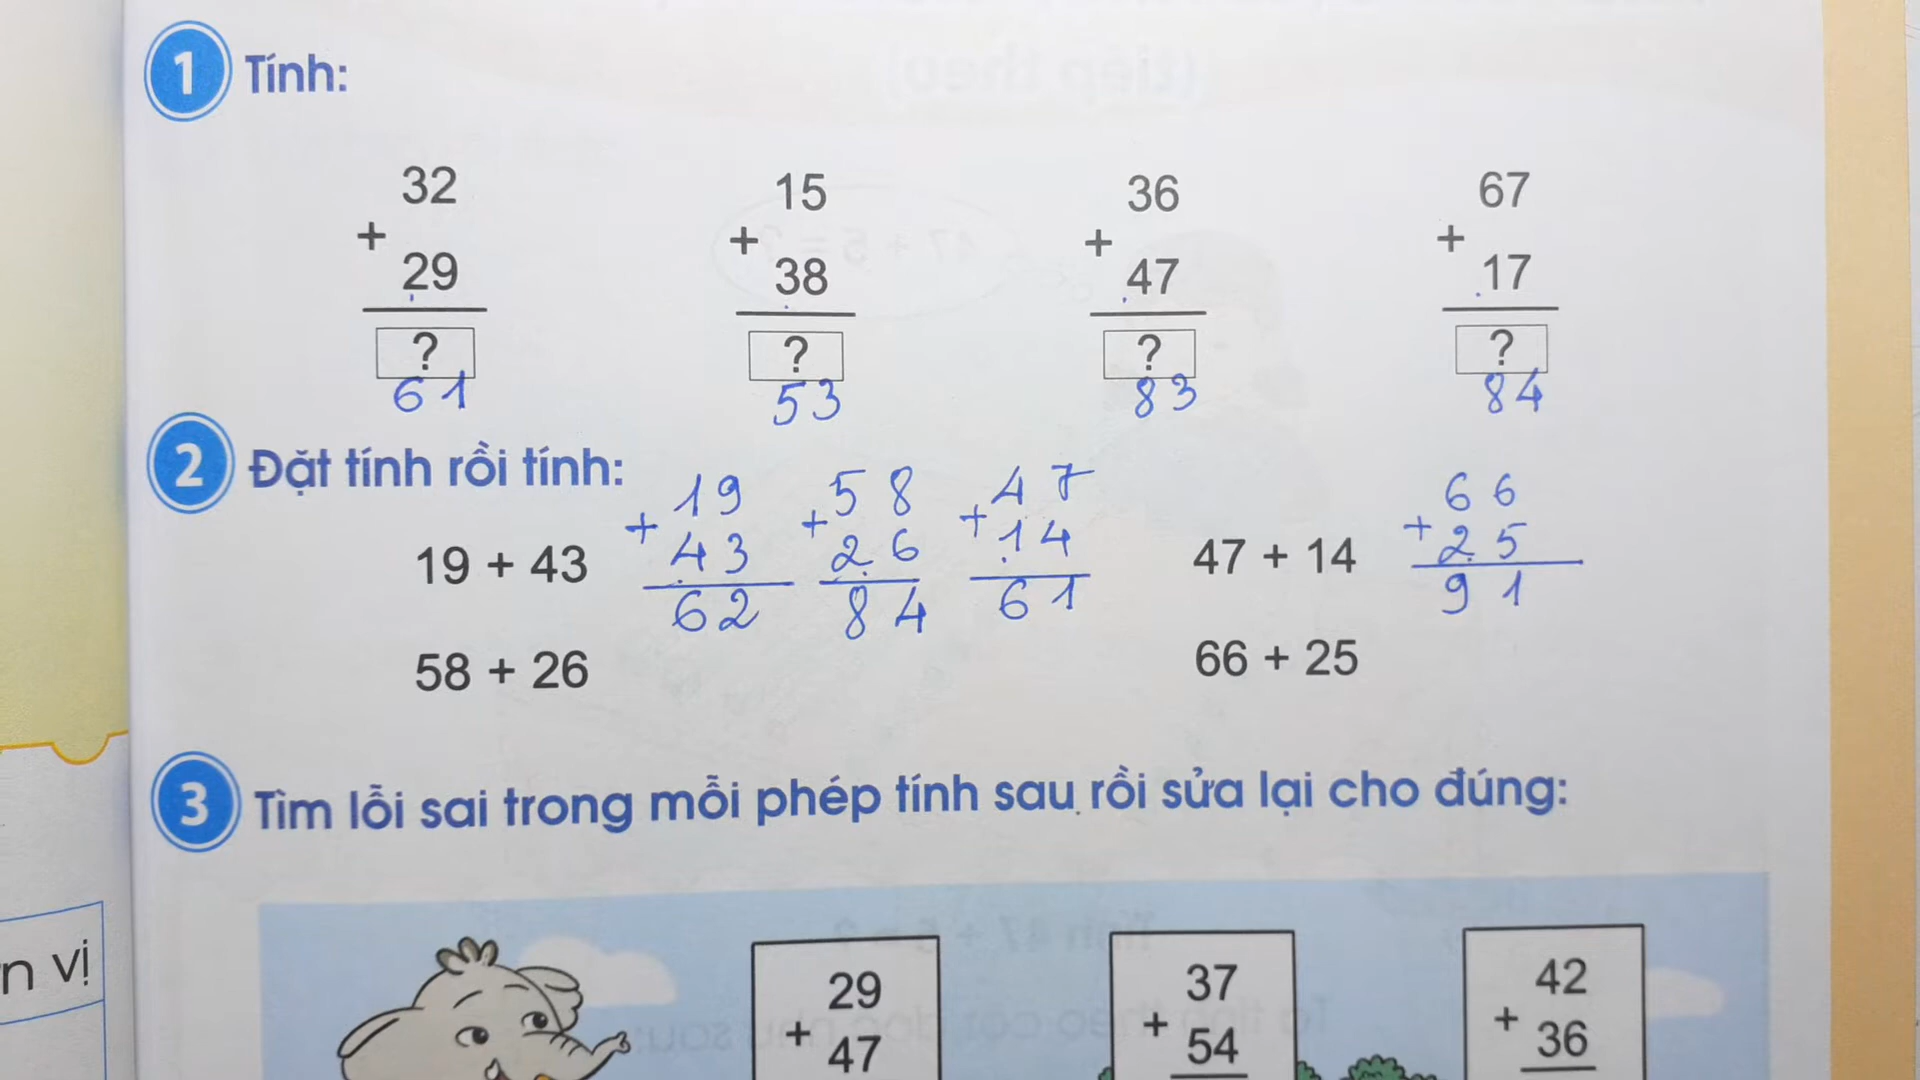 1 Tính:
32 15 36 67
+ + + +
29 38 47 17
? ? ? ?
61 53 83 84
2 Đặt tính rồi tính:
19 58 47 66
+ + + +
43 26 14 25
62 84 61 91
19 + 43 47 + 14
58 + 26 66 + 25
3 Tìm lỗi sai trong mỗi phép tính sau rồi sửa lại cho đúng:
n vị
29 37 42
+ + +
47 54 36